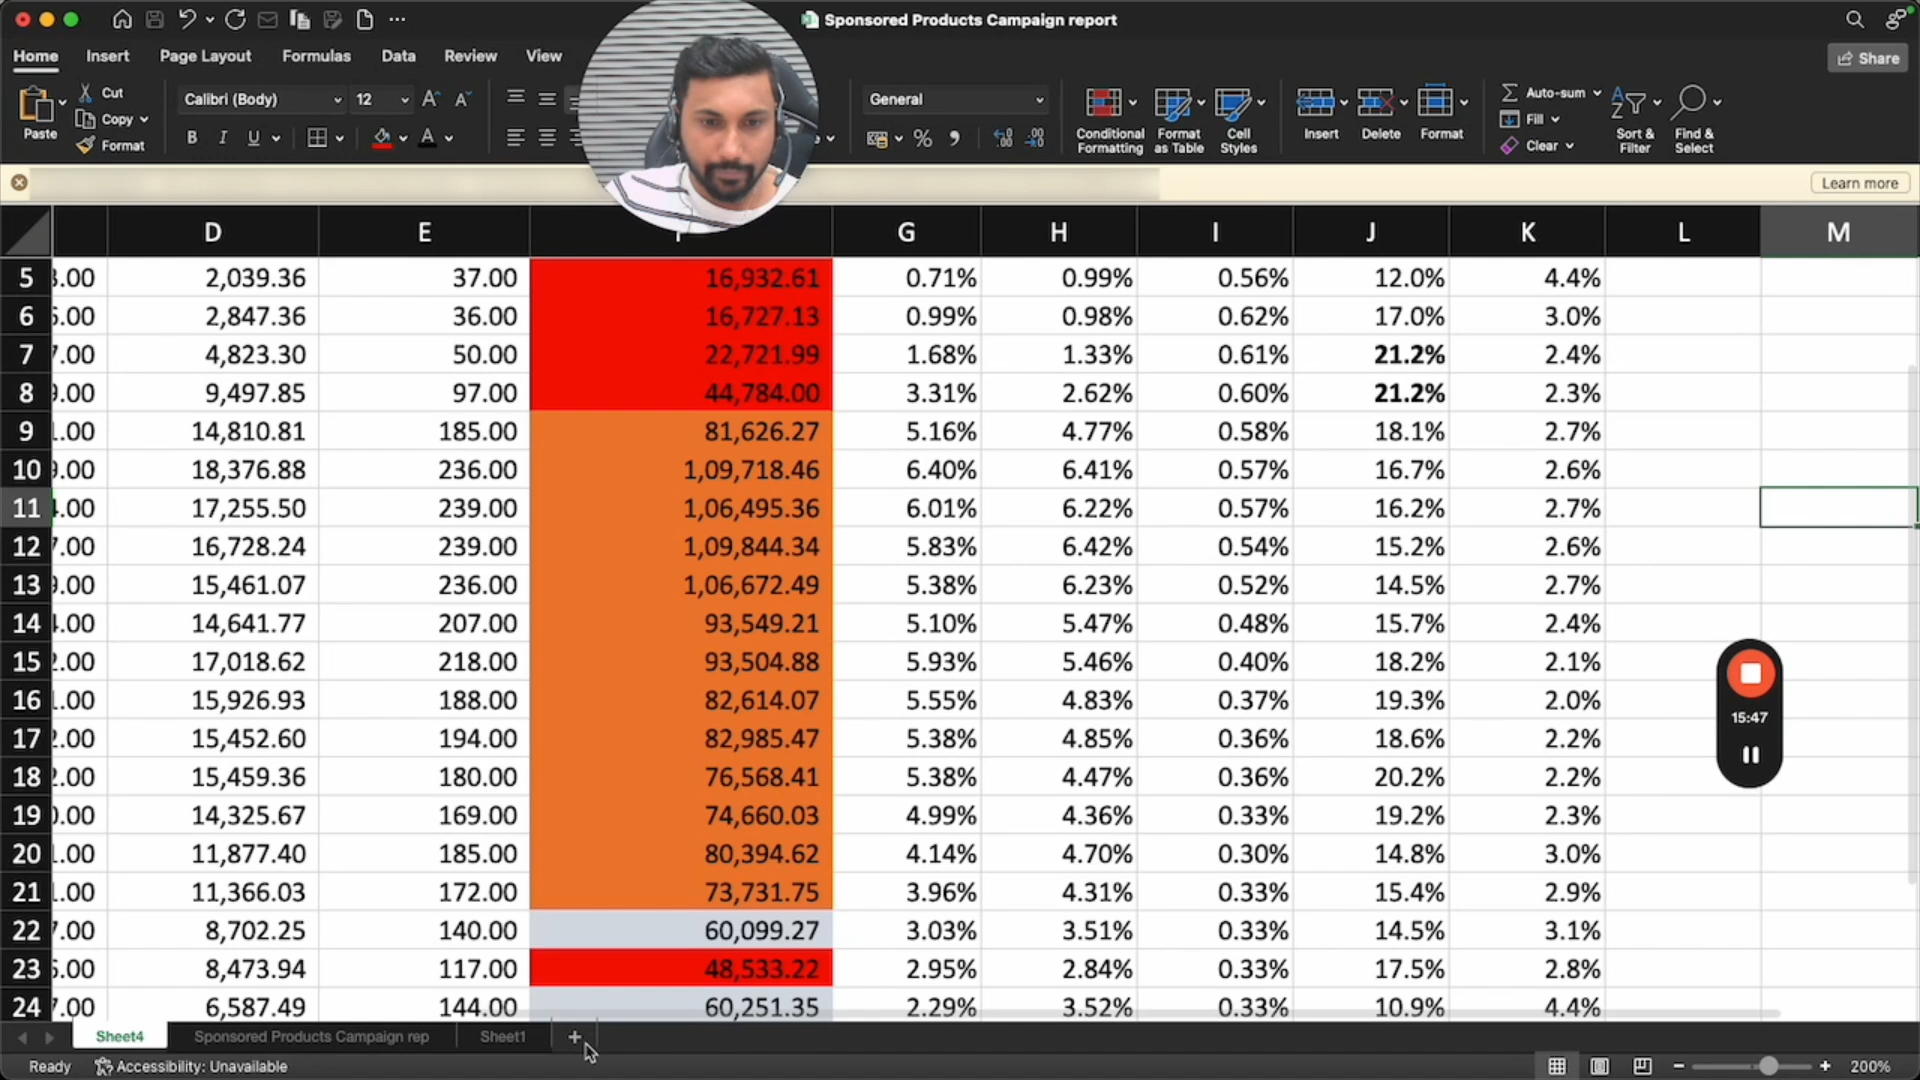 Sponsored Products Campaign report
Home Insert Page Layout Formulas Data Review View Share
Paste Cut Copy Format
Calibri (Body) 12 A A
B I U A
General
%
Conditional Formatting
Format as Table
Cell Styles
Insert Delete Format
Auto-sum
Fill
Clear
Sort & Filter
Find & Select
Learn more
D E G H I J K L M
5 3.00 2,039.36 37.00 16,932.61 0.71% 0.99% 0.56% 12.0% 4.4%
6 .00 2,847.36 36.00 16,727.13 0.99% 0.98% 0.62% 17.0% 3.0%
7 .00 4,823.30 50.00 22,721.99 1.68% 1.33% 0.61% 21.2% 2.4%
8 .00 9,497.85 97.00 44,784.00 3.31% 2.62% 0.60% 21.2% 2.3%
9 .00 14,810.81 185.00 81,626.27 5.16% 4.77% 0.58% 18.1% 2.7%
10 .00 18,376.88 236.00 1,09,718.46 6.40% 6.41% 0.57% 16.7% 2.6%
11 .00 17,255.50 239.00 1,06,495.36 6.01% 6.22% 0.57% 16.2% 2.7%
12 .00 16,728.24 239.00 1,09,844.34 5.83% 6.42% 0.54% 15.2% 2.6%
13 .00 15,461.07 236.00 1,06,672.49 5.38% 6.23% 0.52% 14.5% 2.7%
14 .00 14,641.77 207.00 93,549.21 5.10% 5.47% 0.48% 15.7% 2.4%
15 .00 17,018.62 218.00 93,504.88 5.93% 5.46% 0.40% 18.2% 2.1%
16 .00 15,926.93 188.00 82,614.07 5.55% 4.83% 0.37% 19.3% 2.0%
17 .00 15,452.60 194.00 82,985.47 5.38% 4.85% 0.36% 18.6% 2.2%
18 .00 15,459.36 180.00 76,568.41 5.38% 4.47% 0.36% 20.2% 2.2%
19 .00 14,325.67 169.00 74,660.03 4.99% 4.36% 0.33% 19.2% 2.3%
20 .00 11,877.40 185.00 80,394.62 4.14% 4.70% 0.30% 14.8% 3.0%
21 .00 11,366.03 172.00 73,731.75 3.96% 4.31% 0.33% 15.4% 2.9%
22 .00 8,702.25 140.00 60,099.27 3.03% 3.51% 0.33% 14.5% 3.1%
23 .00 8,473.94 117.00 48,533.22 2.95% 2.84% 0.33% 17.5% 2.8%
24 .00 6,587.49 144.00 60,251.35 2.29% 3.52% 0.33% 10.9% 4.4%
15:47
Sheet4 Sponsored Products Campaign rep Sheet1 +
Ready Accessibility: Unavailable 200%